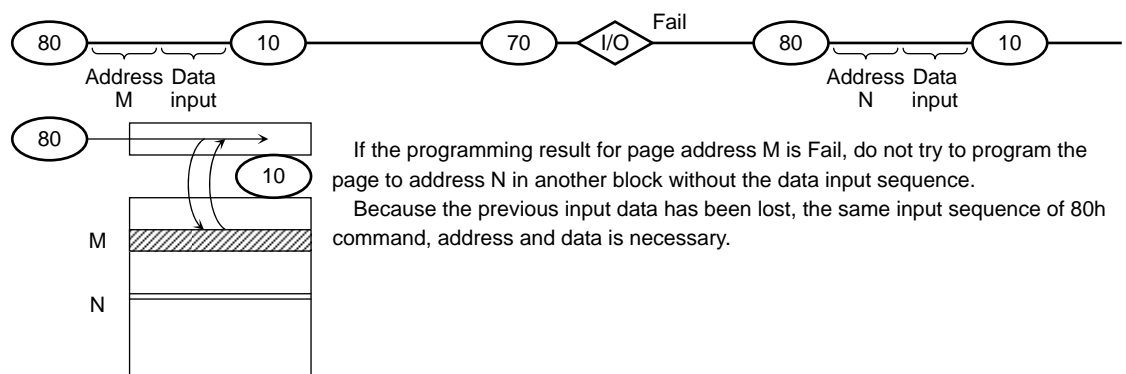 Fail
80 10 70 I/O 80 10
Address Data Address Data
M input N input
80
If the programming result for page address M is Fail, do not try to program the
10
page to address N in another block without the data input sequence.
Because the previous input data has been lost, the same input sequence of 80h
M
command, address and data is necessary.
N